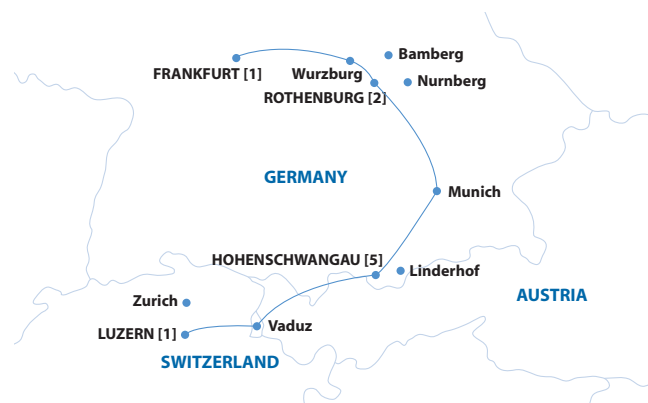 Bamberg
FRANKFURT [1]
Wurzburg
Nurnberg
ROTHENBURG [2]
GERMANY
Munich
HOHENSCHWANGAU [5]
Linderhof
AUSTRIA
Zurich
Vaduz
LUZERN [1]
SWITZERLAND